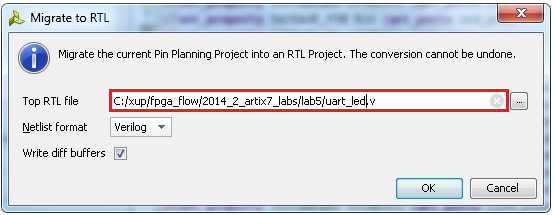 Migrate to RTL
Migrate the current Pin Planning Project into an RTL Project. The conversion cannot be undone.
Top RTL file C:/xup/fpga_flow/2014_2_artix7_labs/lab5/uart_led.v ...
Netlist format Verilog
Write diff buffers
OK Cancel